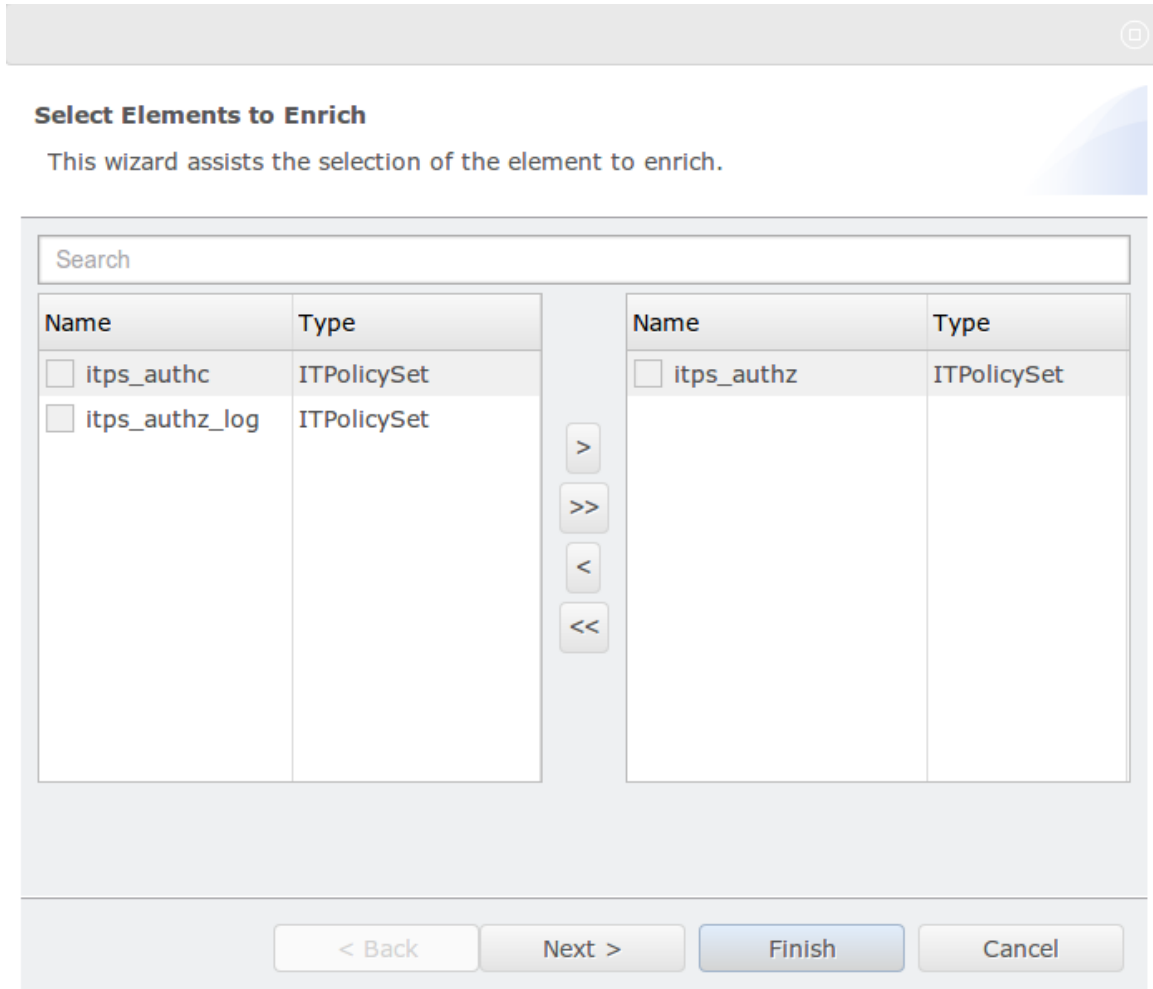 Select Elements to Enrich
This wizard assists the selection of the element to enrich.
Search
Name Type Name Type
itps_authc ITPolicySet itps_authz ITPolicySet
itps_authz_log ITPolicySet
>
>>
<
<<
< Back Next > Finish Cancel